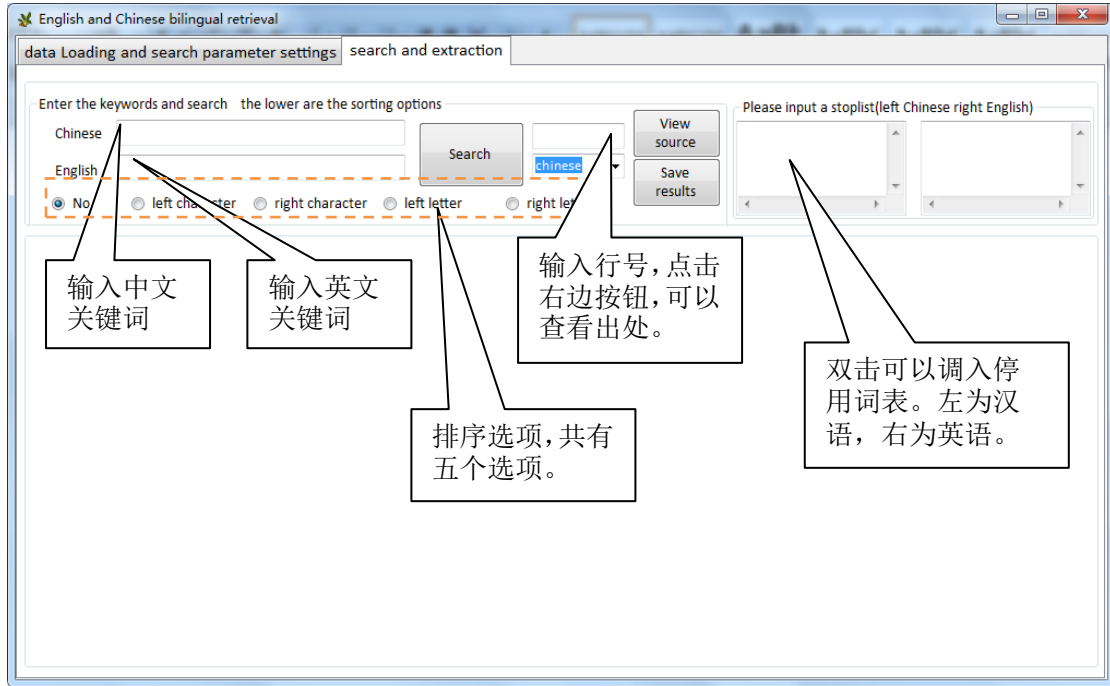 English and Chinese bilingual retrieval
data Loading and search parameter settings search and extraction
Enter the keywords and search the lower are the sorting options
Please input a stoplist(left Chinese right English)
Chinese
Search
View
source
English
chinese
Save
results
No left character right character left letter right let
输入中文
关键词
输入英文
关键词
输入行号，点击
右边按钮，可以
查看出处。
双击可以调入停
用词表。左为汉
语，右为英语。
排序选项，共有
五个选项。